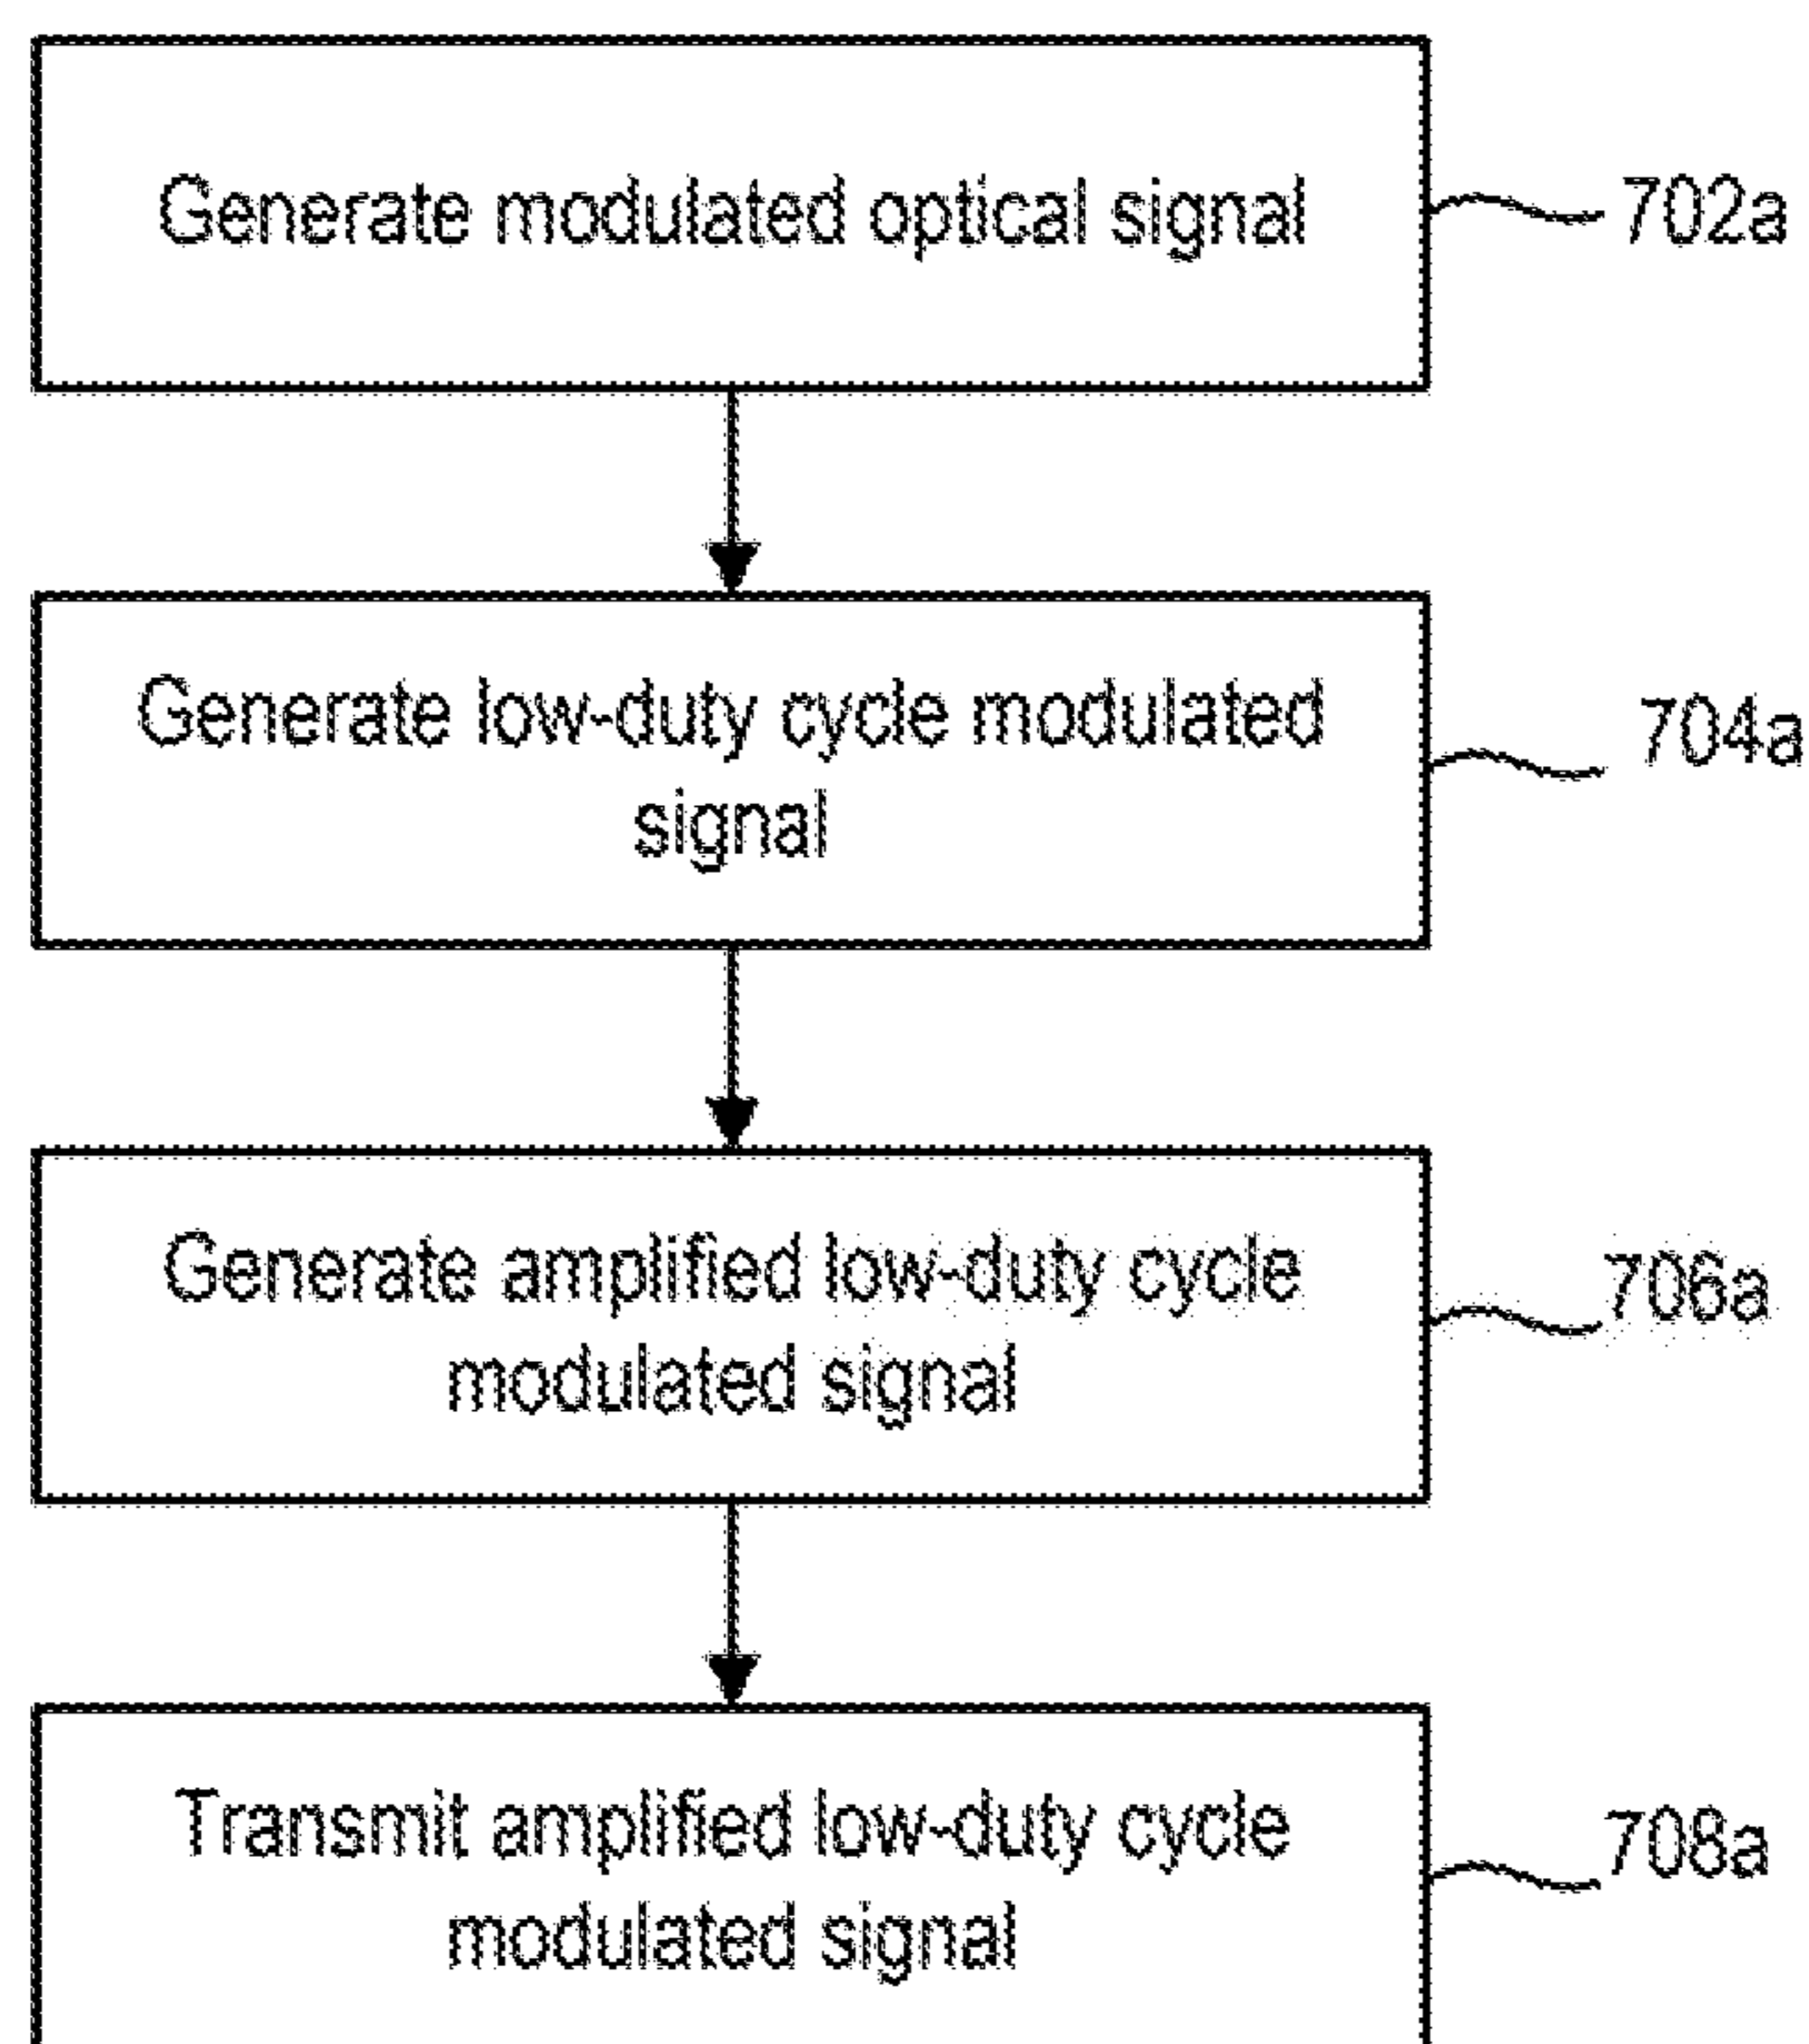 Generate modulated optical signal
702a
Generate low-duty cycle modulated
signal
704a
Generate amplified low-duty cycle
modulated signal
706a
Transmit amplified low-duty cycle
modulated signal
708a